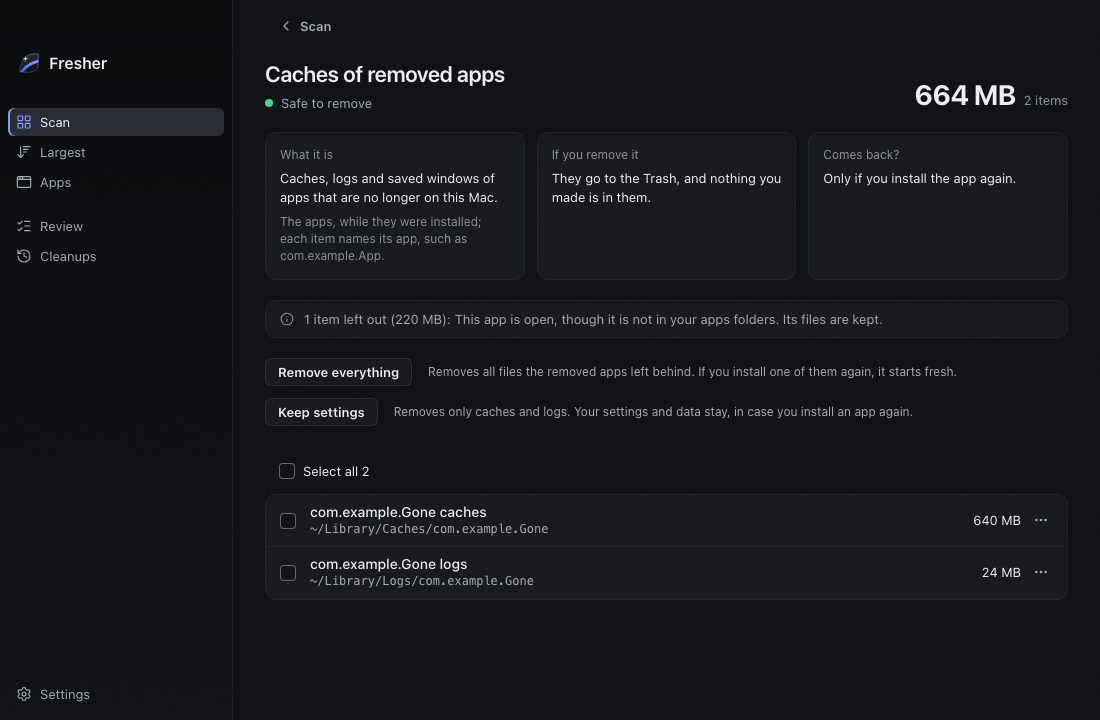 Scan
Fresher
Scan
Largest
Apps
Review
Cleanups
Settings
Caches of removed apps
Safe to remove
664 MB 2 items
What it is
Caches, logs and saved windows of
apps that are no longer on this Mac.
The apps, while they were installed;
each item names its app, such as
com.example.App.
If you remove it
They go to the Trash, and nothing you
made is in them.
Comes back?
Only if you install the app again.
1 item left out (220 MB): This app is open, though it is not in your apps folders. Its files are kept.
Remove everything Removes all files the removed apps left behind. If you install one of them again, it starts fresh.
Keep settings Removes only caches and logs. Your settings and data stay, in case you install an app again.
Select all 2
com.example.Gone caches
~/Library/Caches/com.example.Gone
640 MB
com.example.Gone logs
~/Library/Logs/com.example.Gone
24 MB